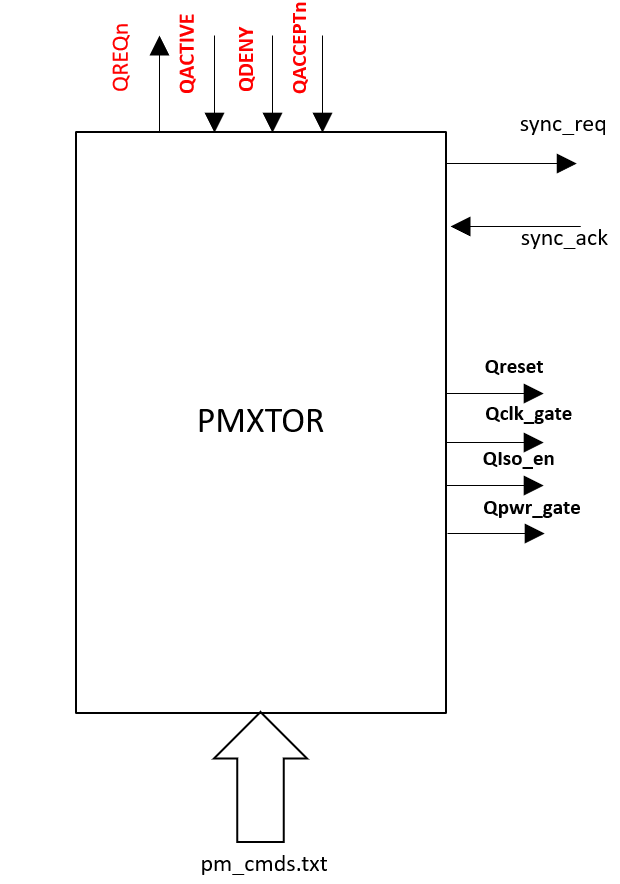 QREQn
QACTIVE
QDENY
QACCEPTn
sync_req
sync_ack
Qreset
Qclk_gate
QIso_en
Qpwr_gate
PMXTOR
pm_cmds.txt